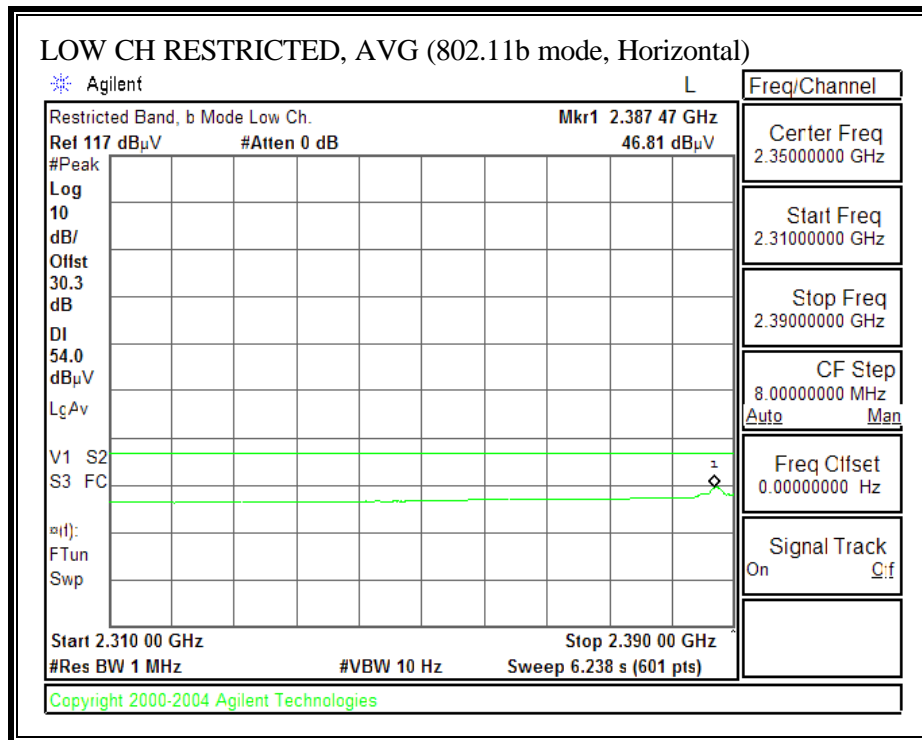 LOW CH RESTRICTED, AVG (802.11b mode, Horizontal)
Agilent L
Freq/Channel
Restricted Band, b Mode Low Ch. Mkr1 2.387 47 GHz
Ref 117 dBµV #Atten 0 dB 46.81 dBµV
#Peak
Log
10
dB/
Offst
30.3
dB
DI
54.0
dBµV
LgAv
V1 S2
S3 FC
¤(f):
FTun
Swp
1
Start 2.310 00 GHz Stop 2.390 00 GHz
#Res BW 1 MHz #VBW 10 Hz Sweep 6.238 s (601 pts)
Center Freq
2.35000000 GHz
Start Freq
2.31000000 GHz
Stop Freq
2.39000000 GHz
CF Step
8.00000000 MHz
Auto Man
Freq Offset
0.00000000 Hz
Signal Track
On Off
Copyright 2000-2004 Agilent Technologies